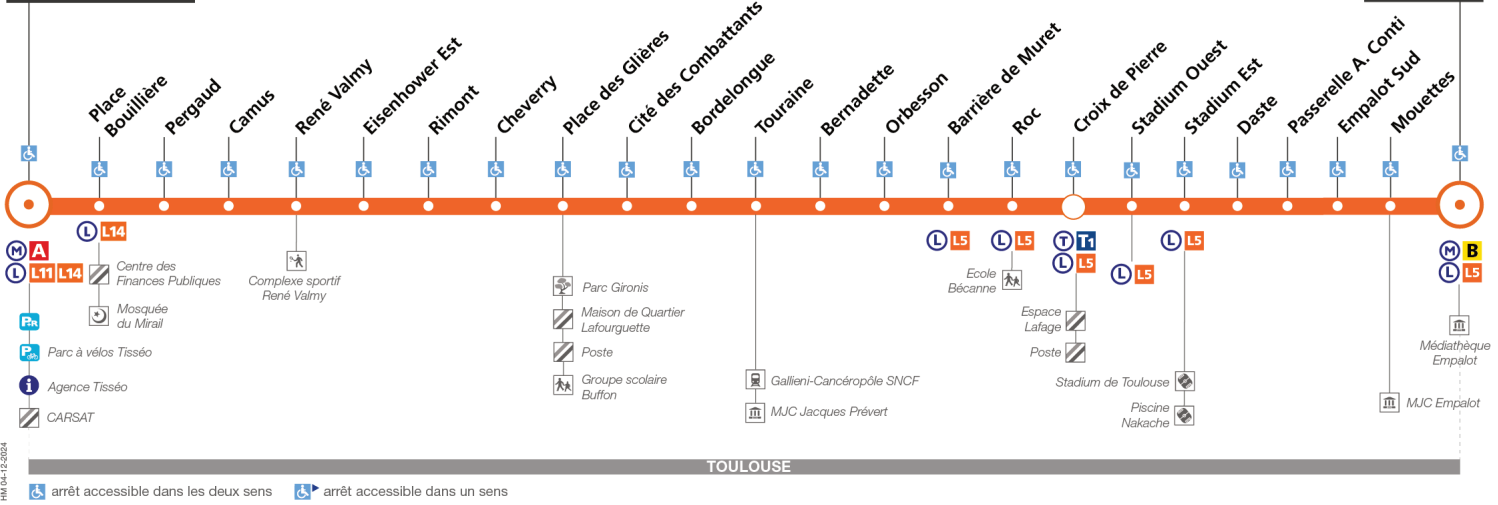 Place
Bouillière
Pergaud
Camus
René Valmy
Eisenhower Est
Rimont
Cheverry
Place des Glières
Cité des Combattants
Bordelongue
Touraine
Bernadette
Orbesson
Barrière de Muret
Roc
Croix de Pierre
Stadium Ouest
Stadium Est
Daste
Passerelle A. Conti
Empalot Sud
Mouettes
M A
L L11 L14
P+R
Parc à vélos Tisséo
Agence Tisséo
CARSAT
L L14
Centre des
Finances Publiques
Mosquée
du Mirail
Complexe sportif
René Valmy
Parc Gironis
Maison de Quartier
Lafourguette
Poste
Groupe scolaire
Buffon
Gallieni-Cancéropôle SNCF
MJC Jacques Prévert
L L5
L L5
Ecole
Bécanne
T T1
L L5
Espace
Lafage
Poste
L L5
L L5
Stadium de Toulouse
Piscine
Nakache
MJC Empalot
M B
L L5
Médiathèque
Empalot
TOULOUSE
arrêt accessible dans les deux sens
arrêt accessible dans un sens
HM 04-12-2024